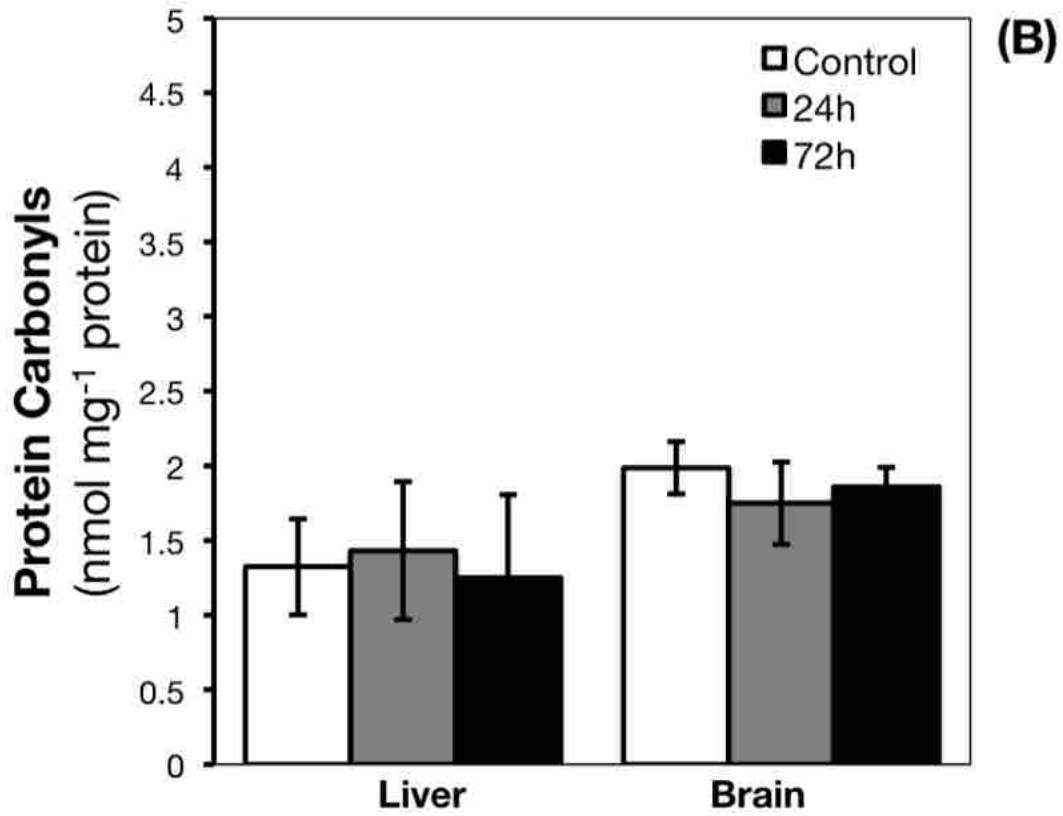 (B)
Control
24h
72h
Protein Carbonyls
(nmol mg⁻¹ protein)
5
4.5
4
3.5
3
2.5
2
1.5
1
0.5
0
Liver Brain